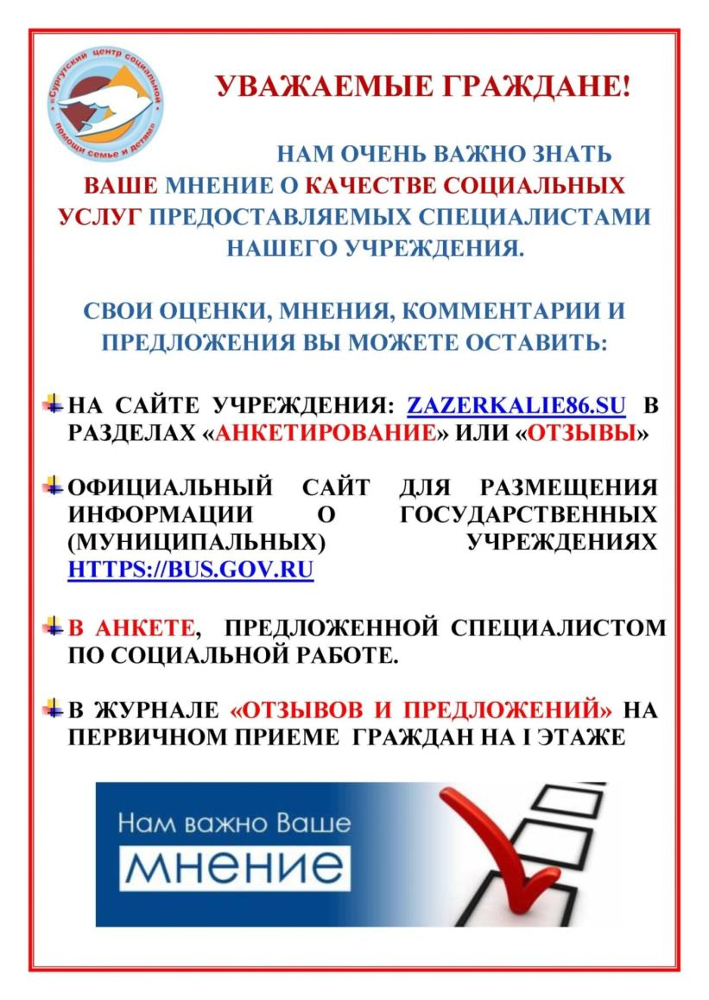 «Сургутский центр социальной
помощи семье и детям»
УВАЖАЕМЫЕ ГРАЖДАНЕ!
НАМ ОЧЕНЬ ВАЖНО ЗНАТЬ
ВАШЕ МНЕНИЕ О КАЧЕСТВЕ СОЦИАЛЬНЫХ
УСЛУГ ПРЕДОСТАВЛЯЕМЫХ СПЕЦИАЛИСТАМИ
НАШЕГО УЧРЕЖДЕНИЯ.
СВОИ ОЦЕНКИ, МНЕНИЯ, КОММЕНТАРИИ И
ПРЕДЛОЖЕНИЯ ВЫ МОЖЕТЕ ОСТАВИТЬ:
НА САЙТЕ УЧРЕЖДЕНИЯ: ZAZERKALIE86.SU В
РАЗДЕЛАХ «АНКЕТИРОВАНИЕ» ИЛИ «ОТЗЫВЫ»
ОФИЦИАЛЬНЫЙ САЙТ ДЛЯ РАЗМЕЩЕНИЯ
ИНФОРМАЦИИ О ГОСУДАРСТВЕННЫХ
(МУНИЦИПАЛЬНЫХ) УЧРЕЖДЕНИЯХ
HTTPS://BUS.GOV.RU
В АНКЕТЕ, ПРЕДЛОЖЕННОЙ СПЕЦИАЛИСТОМ
ПО СОЦИАЛЬНОЙ РАБОТЕ.
В ЖУРНАЛЕ «ОТЗЫВОВ И ПРЕДЛОЖЕНИЙ» НА
ПЕРВИЧНОМ ПРИЕМЕ ГРАЖДАН НА I ЭТАЖЕ
Нам важно Ваше
мнение